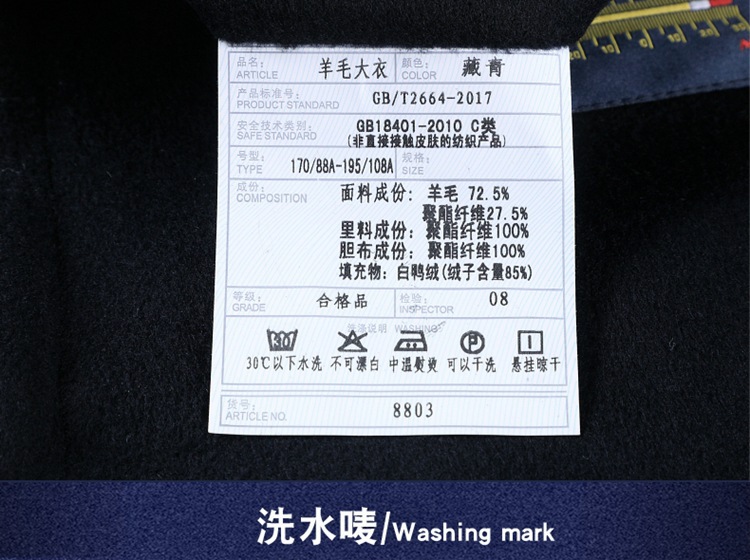 品名: 羊毛大衣 颜色: 藏青
ARTICLE COLOR
产品标准号: GB/T2664-2017
PRODUCT STANDARD
安全技术类别: GB18401-2010 C类
SAFE STANDARD (非直接接触皮肤的纺织产品)
号型: 170/88A-195/108A 规格:
TYPE SIZE
成份: 面料成份: 羊毛 72.5%
COMPOSITION
聚酯纤维27.5%
里料成份: 聚酯纤维100%
胆布成份: 聚酯纤维100%
填充物: 白鸭绒(绒子含量85%)
等级: 合格品 检验: 08
GRADE INSPECTOR
洗涤说明 WASHING
30
P
30℃以下水洗 不可漂白 中温熨烫 可以干洗 悬挂晾干
货号: 8803
ARTICLE NO.
洗水唛/Washing mark